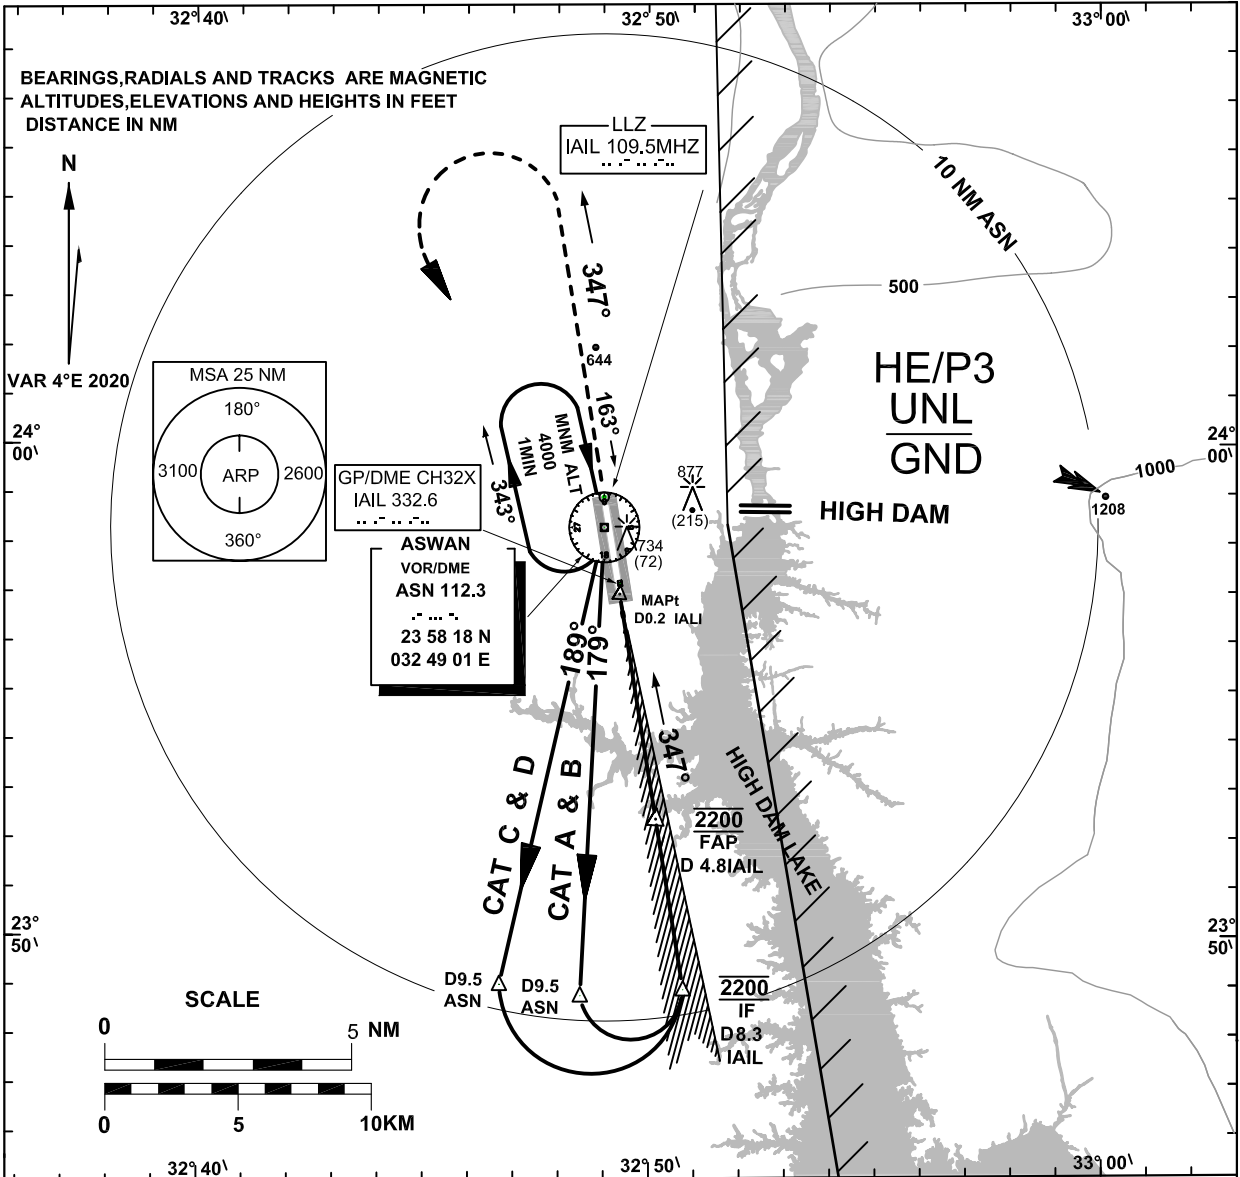 32°40\
32°50\
33°00\
BEARINGS,RADIALS AND TRACKS ARE MAGNETIC
ALTITUDES,ELEVATIONS AND HEIGHTS IN FEET
DISTANCE IN NM
LLZ
IAIL 109.5MHZ
.. .- .. .-..
N
VAR 4°E 2020
10 NM ASN
500
347°
644
HE/P3
UNL
GND
MSA 25 NM
180°
3100
ARP
2600
360°
24°
00\
24°
00\
163°
MNM ALT
4000
1MIN
343°
1000
1208
GP/DME CH32X
IAIL 332.6
.. .- .. .-..
877
(215)
HIGH DAM
ASWAN
VOR/DME
ASN 112.3
.- ... -.
23 58 18 N
032 49 01 E
18
734
(72)
MAPt
D0.2 IALI
189°
179°
347°
HIGH DAM LAKE
CAT C & D
CAT A & B
2200
FAP
D 4.8IAIL
23°
50\
23°
50\
D9.5
ASN
D9.5
ASN
2200
IF
D8.3
IAIL
SCALE
0
5 NM
0
5
10KM
32°40\
32°50\
33°00\